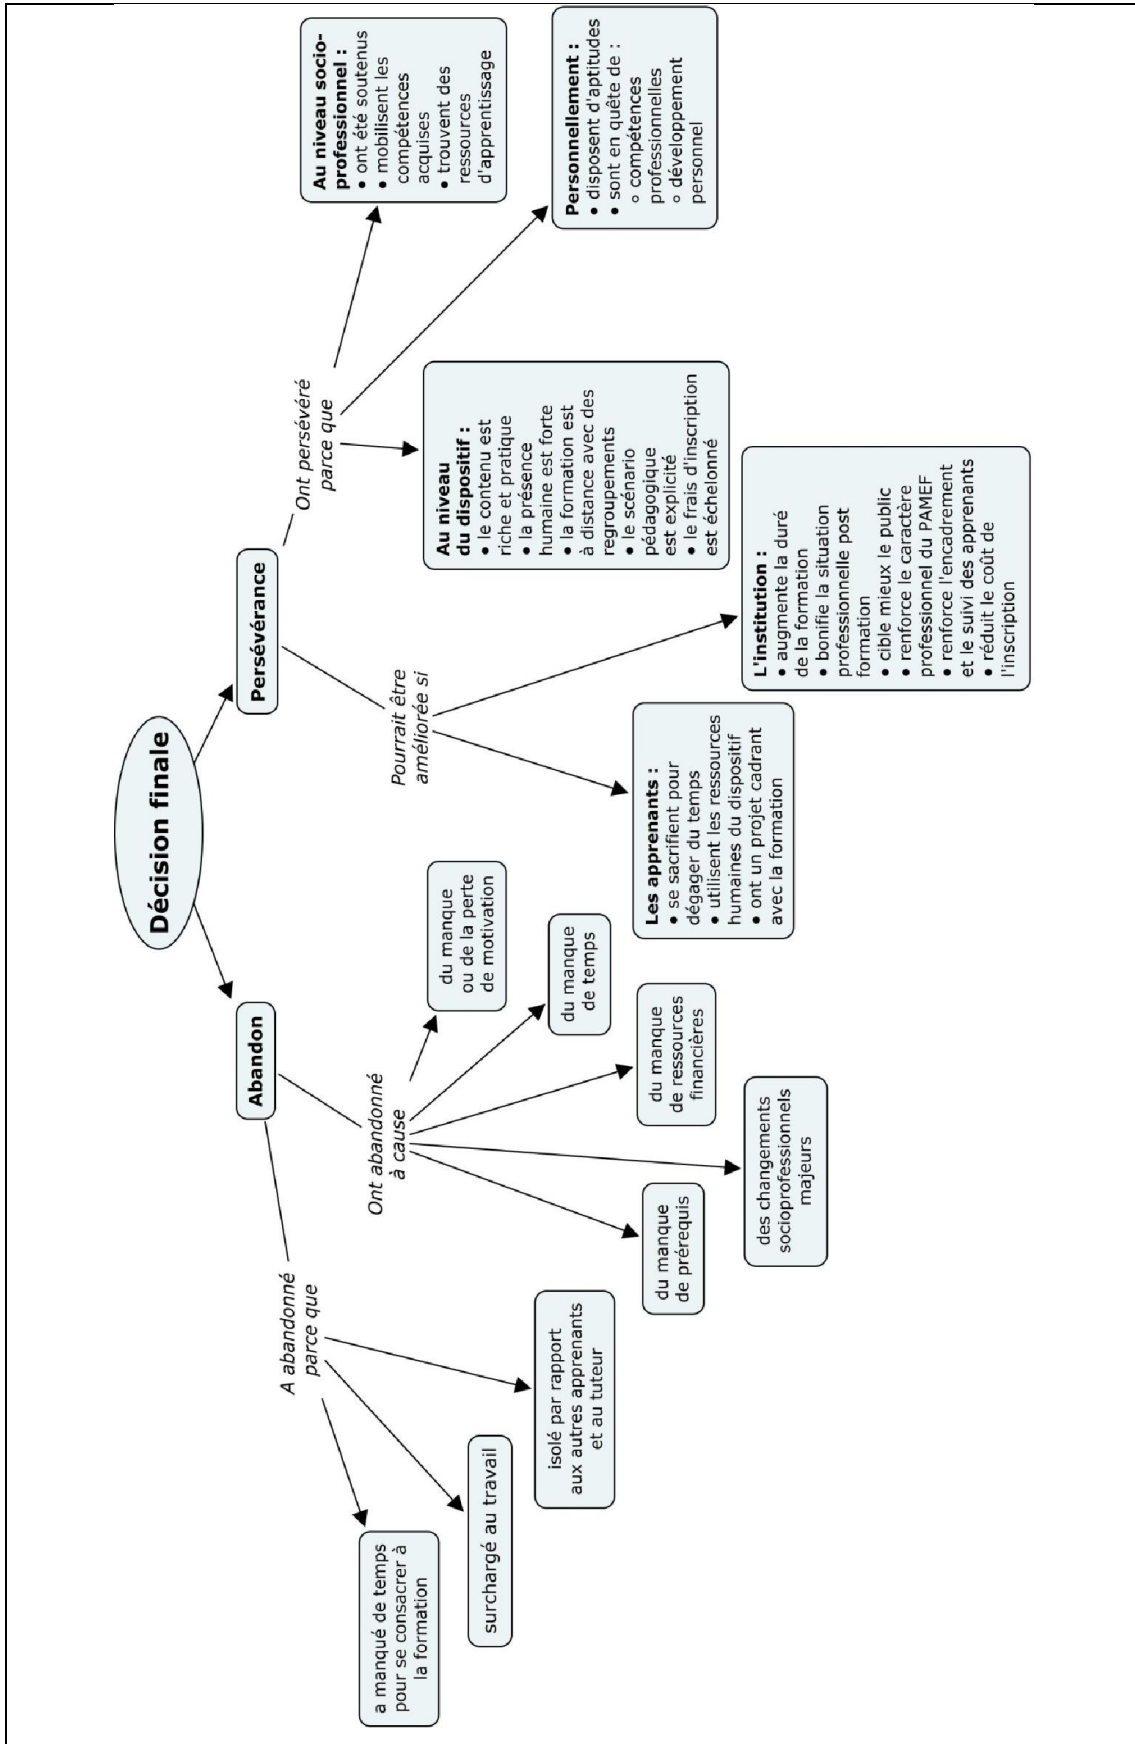 Décision finale
Abandon
Persévérance
A abandonné
parce que
a manqué de temps
pour se consacrer à
la formation
surchargé au travail
isolé par rapport
aux autres apprenants
et au tuteur
Ont abandonné
à cause
du manque
de prérequis
des changements
socioprofessionnels
majeurs
du manque
de ressources
financières
du manque
de temps
du manque
ou de la perte
de motivation
Pourrait être
améliorée si
Les apprenants :
• se sacrifient pour
dégager du temps
• utilisent les ressources
humaines du dispositif
• ont un projet cadrant
avec la formation
L'institution :
• augmente la duré
de la formation
• bonifie la situation
professionnelle post
formation
• cible mieux le public
• renforce le caractère
professionnel du PAMEF
• renforce l'encadrement
et le suivi des apprenants
• réduit le coût de
l'inscription
Ont persévéré
parce que
Au niveau
du dispositif :
• le contenu est
riche et pratique
• la présence
humaine est forte
• la formation est
à distance avec des
regroupements
• le scénario
pédagogique
est explicité
• le frais d'inscription
est échelonné
Personnellement :
• disposent d'aptitudes
• sont en quête de :
o compétences
professionnelles
o développement
personnel
Au niveau socio-
professionnel :
• ont été soutenus
• mobilisent les
compétences
acquises
• trouvent des
ressources
d'apprentissage